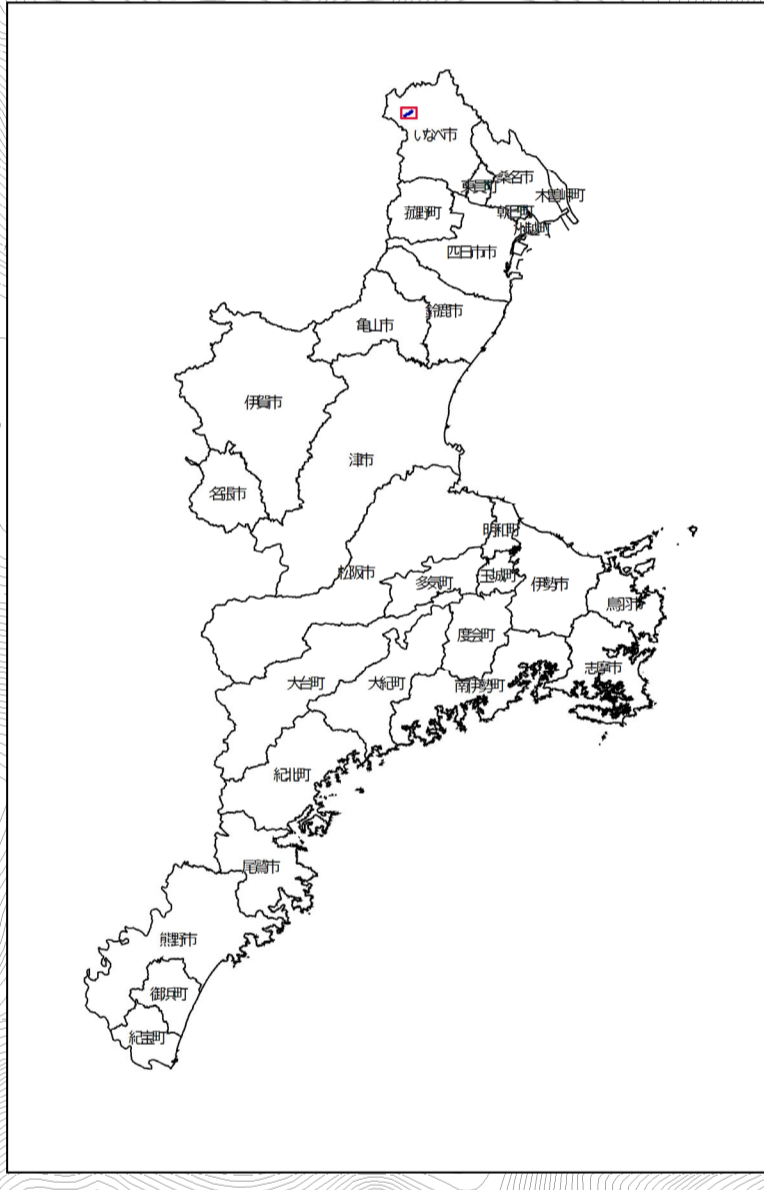 いなべ市
桑名市
東員町
木曽岬町
菰野町
朝日町
川越町
四日市市
鈴鹿市
亀山市
伊賀市
津市
名張市
明和町
松阪市
多気町
玉城町
伊勢市
鳥羽市
度会町
志摩市
大台町
大紀町
南伊勢町
紀北町
尾鷲市
熊野市
御浜町
紀宝町